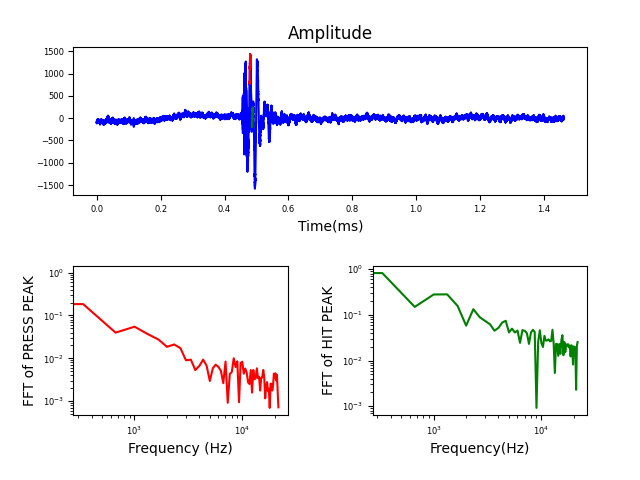 Amplitude
1500
1000
500
0
−500
−1000
−1500
0.0 0.2 0.4 0.6 0.8 1.0 1.2 1.4
Time(ms)
FFT of PRESS PEAK
10⁰
10⁻¹
10⁻²
10⁻³
10³ 10⁴
Frequency (Hz)
FFT of HIT PEAK
10⁰
10⁻¹
10⁻²
10⁻³
10³ 10⁴
Frequency(Hz)